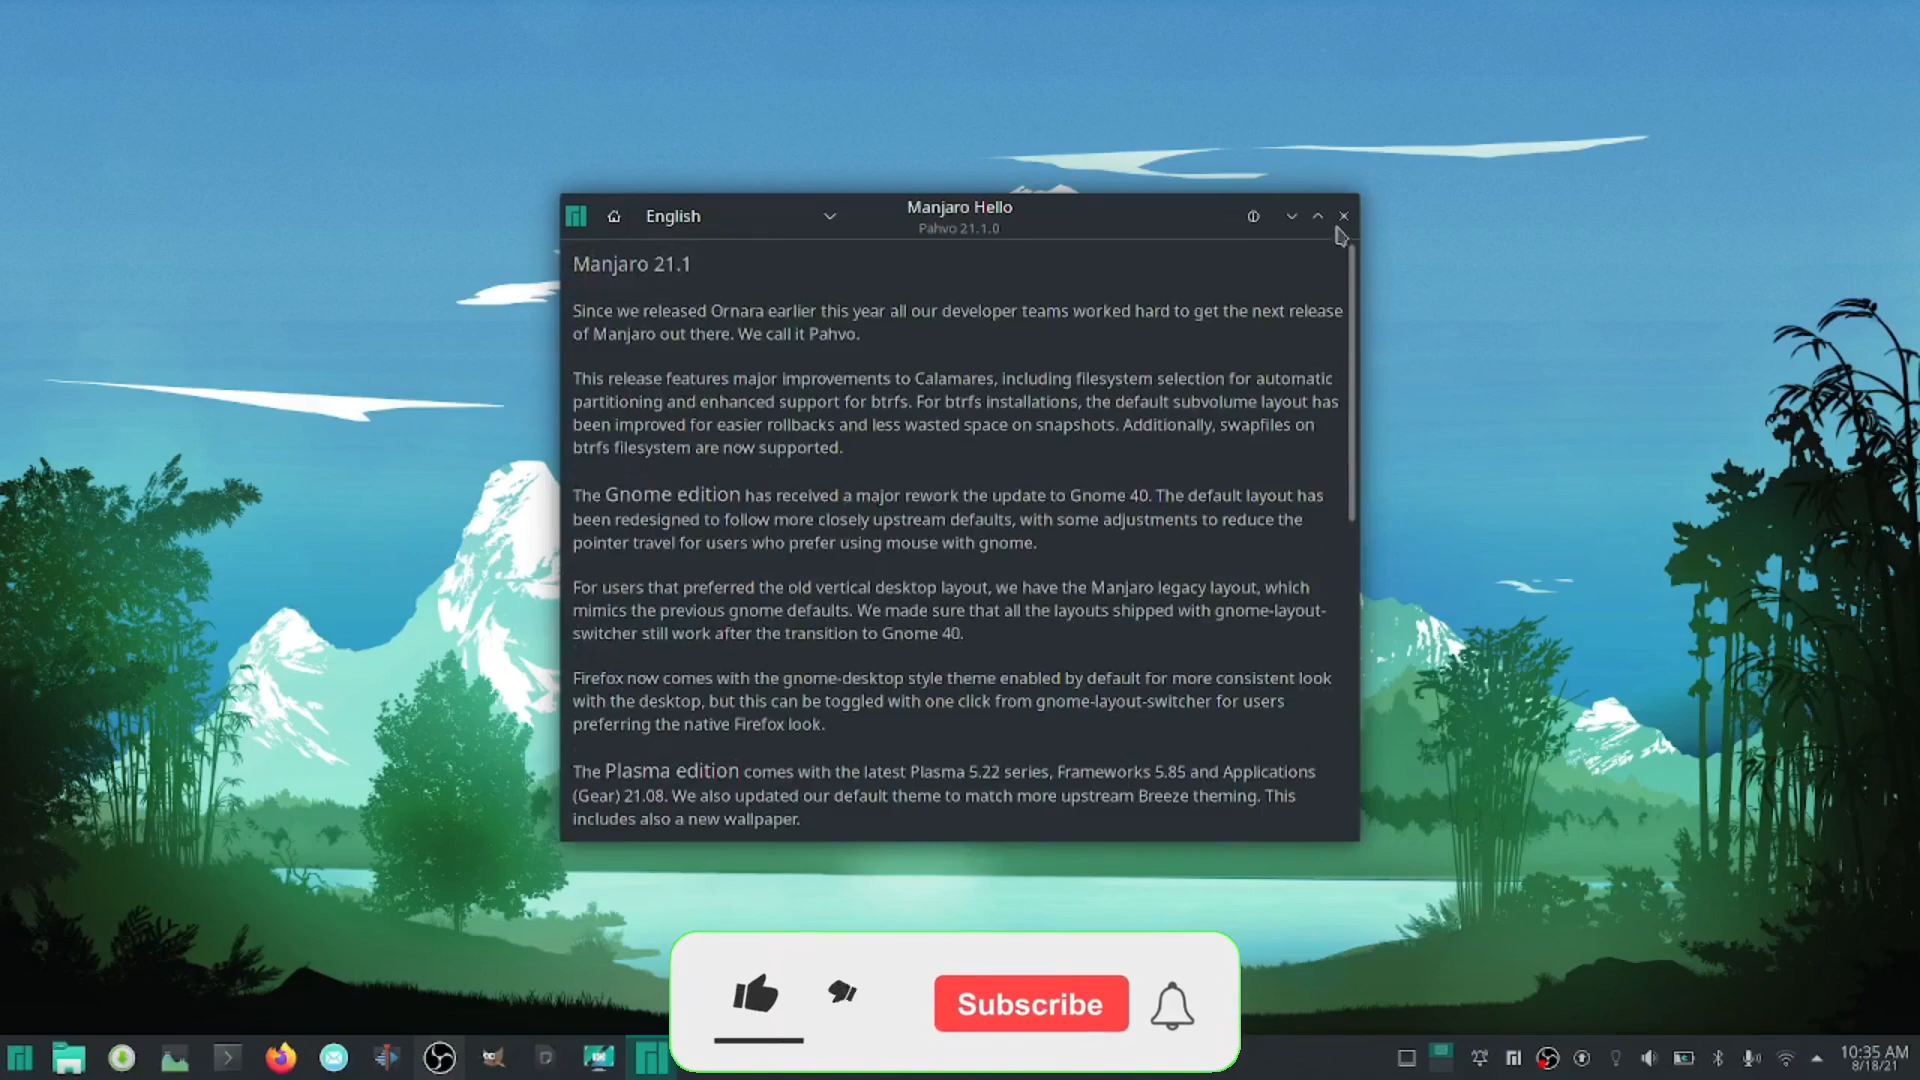 English
Manjaro Hello
Pahvo 21.1.0
Manjaro 21.1
Since we released Ornara earlier this year all our developer teams worked hard to get the next release
of Manjaro out there. We call it Pahvo.
This release features major improvements to Calamares, including filesystem selection for automatic
partitioning and enhanced support for btrfs. For btrfs installations, the default subvolume layout has
been improved for easier rollbacks and less wasted space on snapshots. Additionally, swapfiles on
btrfs filesystem are now supported.
The Gnome edition has received a major rework the update to Gnome 40. The default layout has
been redesigned to follow more closely upstream defaults, with some adjustments to reduce the
pointer travel for users who prefer using mouse with gnome.
For users that preferred the old vertical desktop layout, we have the Manjaro legacy layout, which
mimics the previous gnome defaults. We made sure that all the layouts shipped with gnome-layout-
switcher still work after the transition to Gnome 40.
Firefox now comes with the gnome-desktop style theme enabled by default for more consistent look
with the desktop, but this can be toggled with one click from gnome-layout-switcher for users
preferring the native Firefox look.
The Plasma edition comes with the latest Plasma 5.22 series, Frameworks 5.85 and Applications
(Gear) 21.08. We also updated our default theme to match more upstream Breeze theming. This
includes also a new wallpaper.
Subscribe
10:35 AM
8/18/21